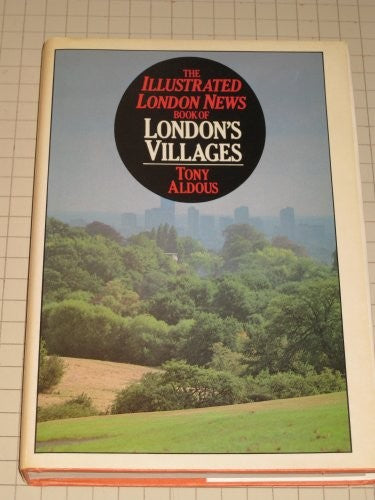 THE
ILLUSTRATED
LONDON NEWS
BOOK OF
LONDON'S
VILLAGES
TONY
ALDOUS